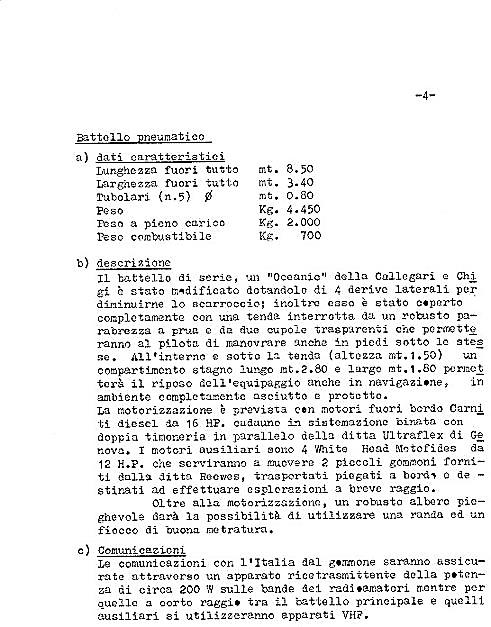 -4-
Battello pneumatico
a) dati caratteristici
Lunghezza fuori tutto mt. 8.50
Larghezza fuori tutto mt. 3.40
Tubolari (n.5) Ø mt. 0.80
Peso Kg. 4.450
Peso a pieno carico Kg. 2.000
Peso combustibile Kg. 700
b) descrizione
Il battello di serie, un "Oceanic" della Callegari e Chi
gi è stato modificato dotandolo di 4 derive laterali per
diminuirne lo scarroccio; inoltre esso è stato coperto
completamente con una tenda interrotta da un robusto pa-
rabrezza a prua e da due cupole trasparenti che permette
ranno al pilota di manovrare anche in piedi sotto le stes
se. All'interno e sotto la tenda (altezza mt.1.50) un
compartimento stagno lungo mt.2.80 e largo mt.1.80 permet
terà il riposo dell'equipaggio anche in navigazione, in
ambiente completamente asciutto e protetto.
La motorizzazione è prevista con motori fuori bordo Carni
ti diesel da 16 HP. cadauno in sistemazione binata con
doppia timoneria in parallelo della ditta Ultraflex di Ge
nova. I motori ausiliari sono 4 White Head Motofides da
12 H.P. che serviranno a muovere 2 piccoli gommoni forni-
ti dalla ditta Reewes, trasportati piegati a bordo e de-
stinati ad effettuare esplorazioni a breve raggio.
Oltre alla motorizzazione, un robusto albero pie-
ghevole darà la possibilità di utilizzare una randa ed un
fiocco di buona metratura.
c) Comunicazioni
Le comunicazioni con l'Italia dal gommone saranno assicu-
rate attraverso un apparato ricetrasmittente della poten-
za di circa 200 W sulle bande dei radioamatori mentre per
quelle a corto raggio tra il battello principale e quelli
ausiliari si utilizzeranno apparati VHF.